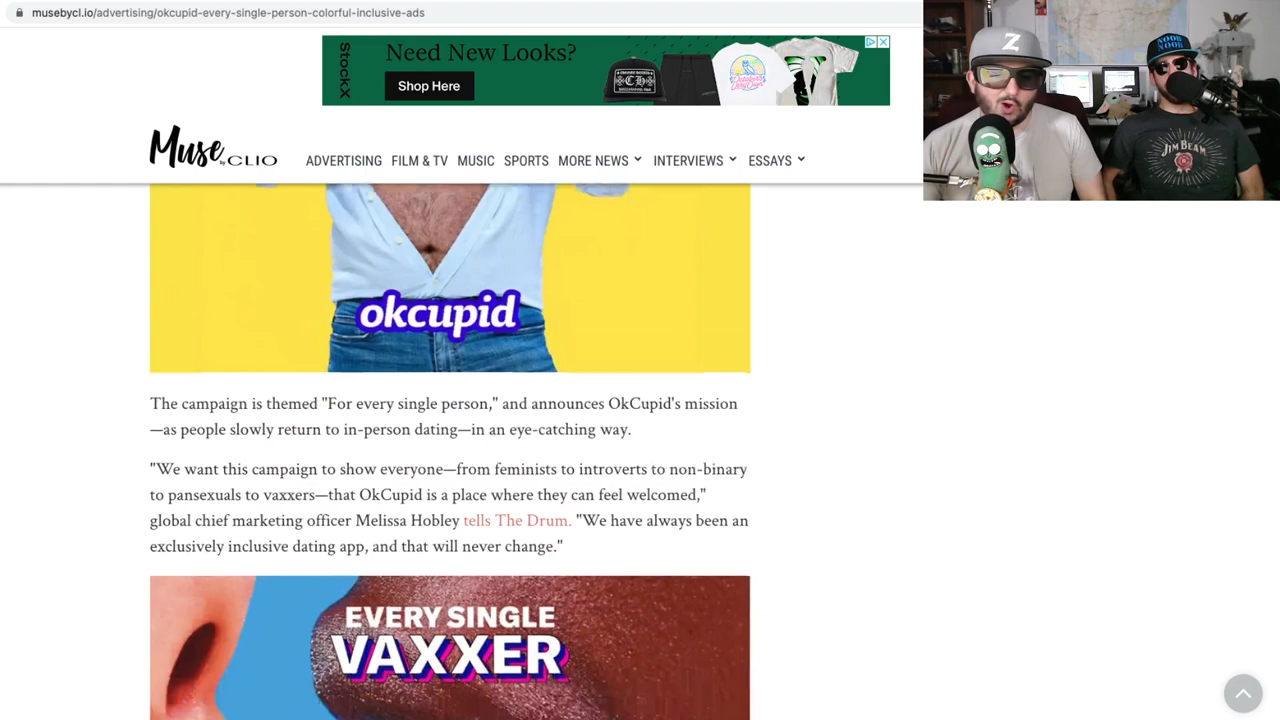 musebycl.io/advertising/okcupid-every-single-person-colorful-inclusive-ads
StockX
Need New Looks?
Shop Here
Muse by CLIO
ADVERTISING FILM & TV MUSIC SPORTS MORE NEWS INTERVIEWS ESSAYS
okcupid
The campaign is themed "For every single person," and announces OkCupid's mission
—as people slowly return to in-person dating—in an eye-catching way.
"We want this campaign to show everyone—from feminists to introverts to non-binary
to pansexuals to vaxxers—that OkCupid is a place where they can feel welcomed,"
global chief marketing officer Melissa Hobley tells The Drum. "We have always been an
exclusively inclusive dating app, and that will never change."
EVERY SINGLE
VAXXER
Z
NOOB
NOOB
JIM BEAM